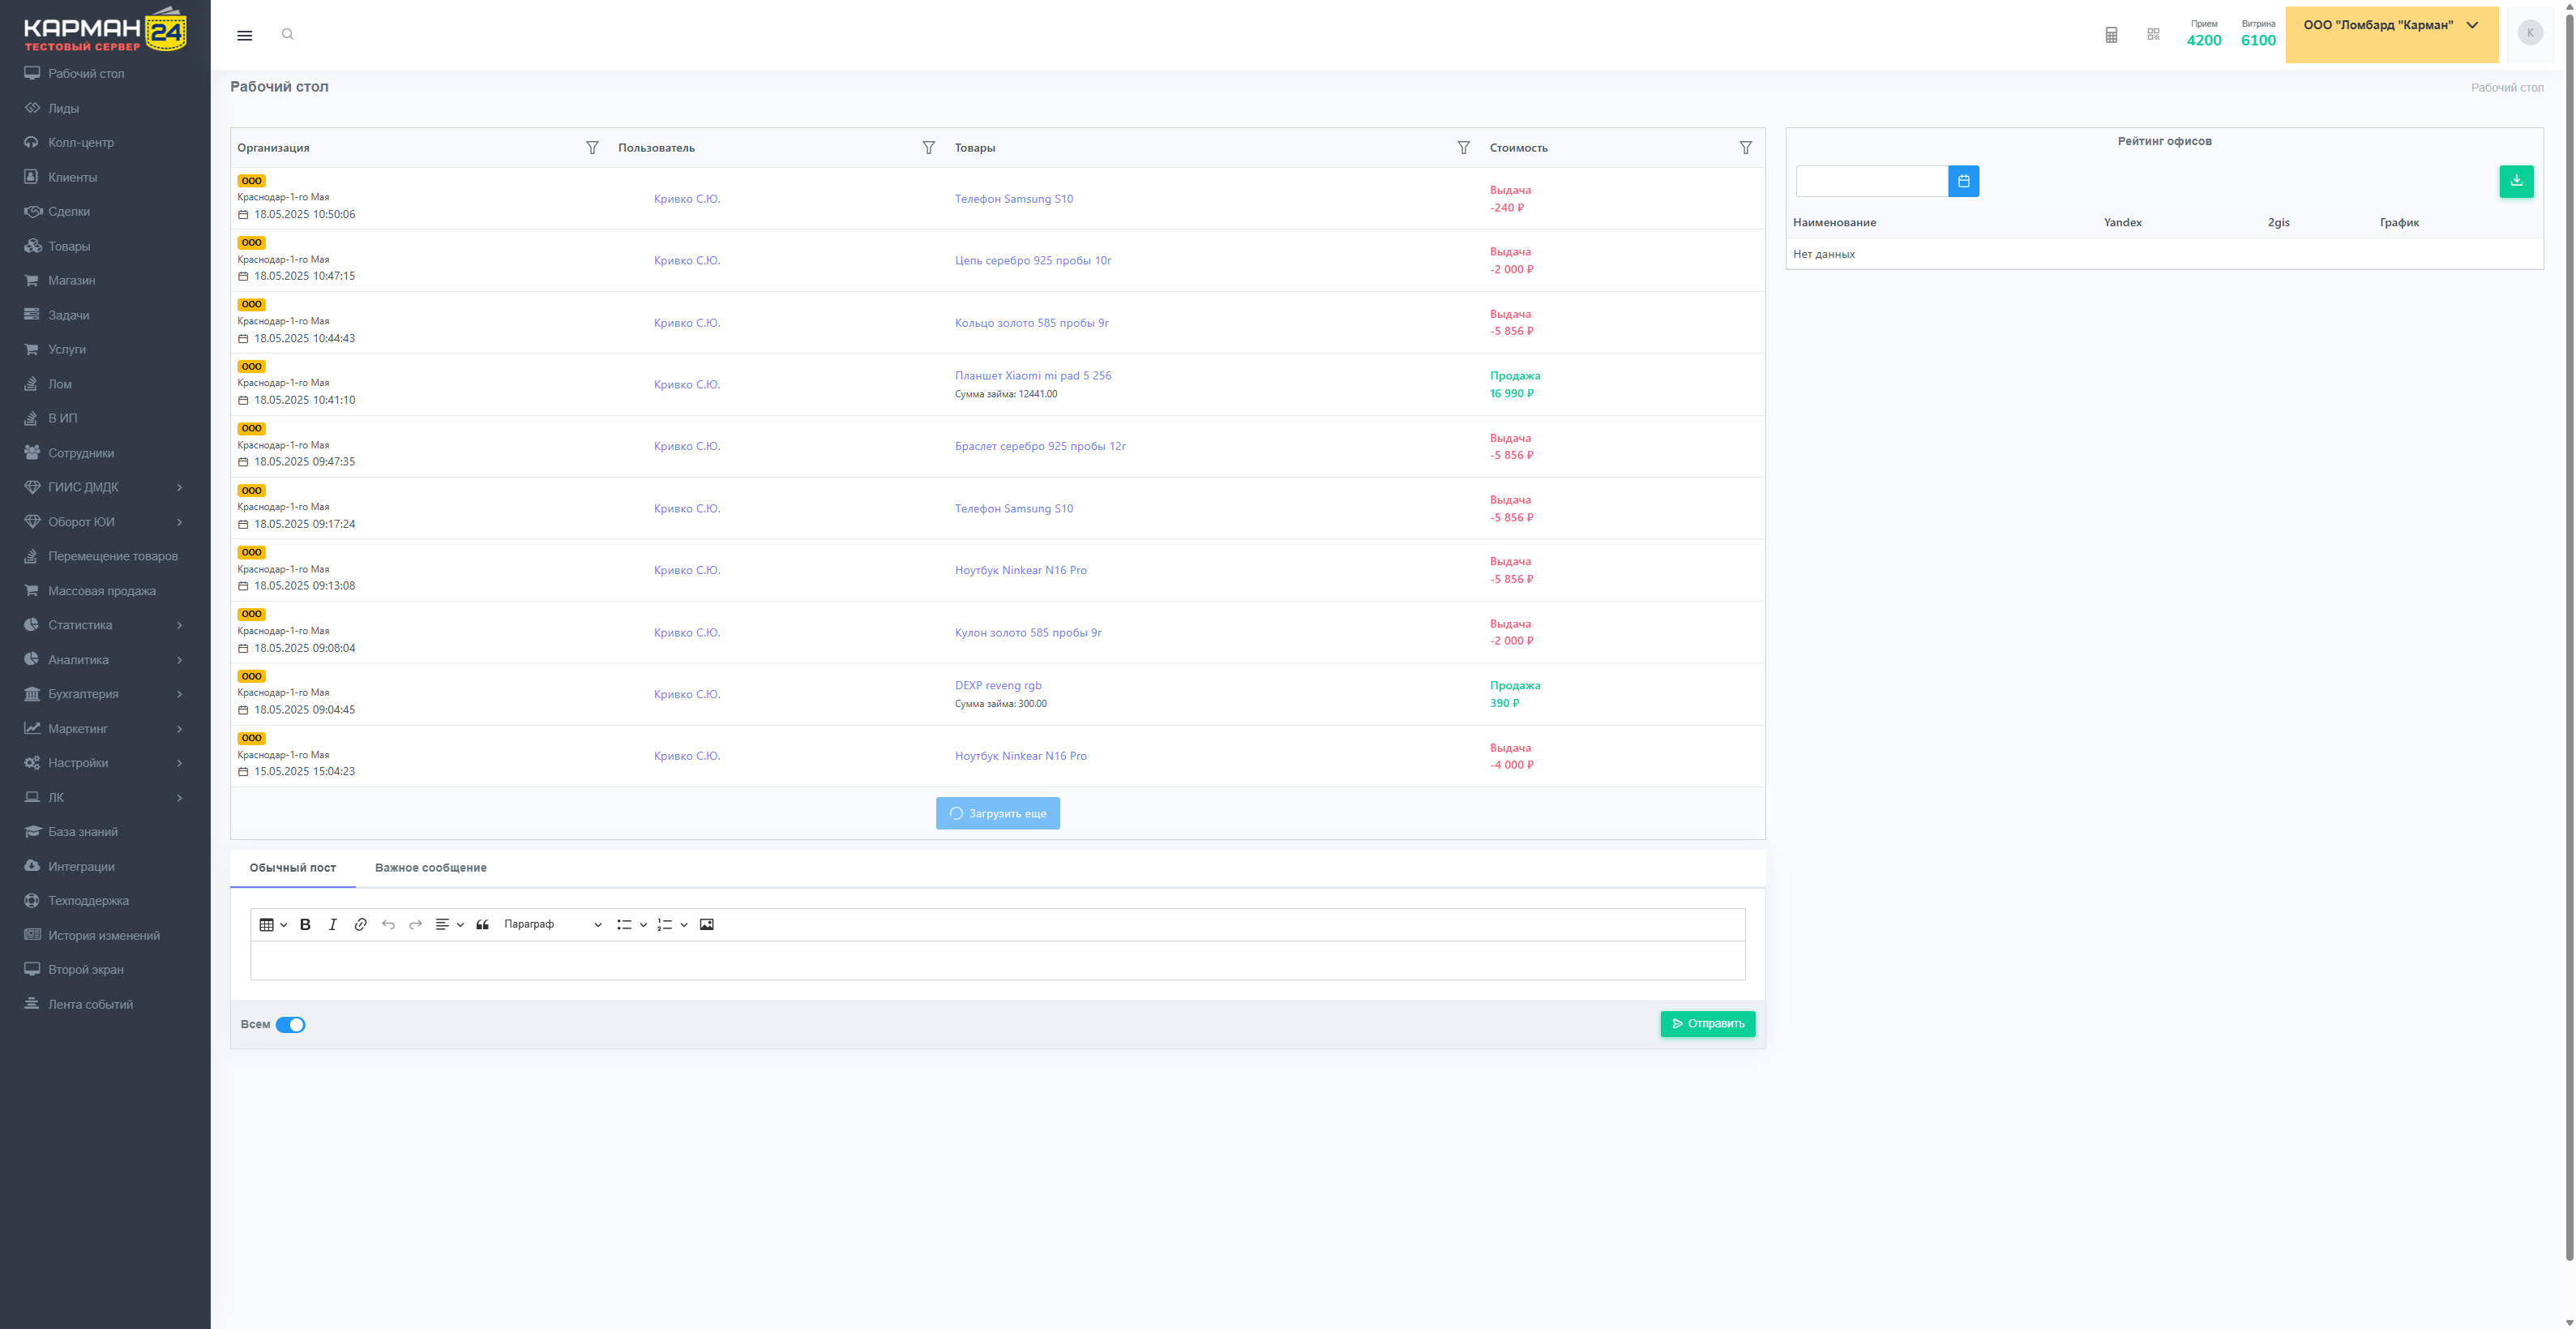 КАРМАН 24
ТЕСТОВЫЙ СЕРВЕР
Рабочий стол
Лиды
Колл-центр
Клиенты
Сделки
Товары
Магазин
Задачи
Услуги
Лом
В ИП
Сотрудники
ГИИС ДМДК
Оборот ЮИ
Перемещение товаров
Массовая продажа
Статистика
Аналитика
Бухгалтерия
Маркетинг
Настройки
ЛК
База знаний
Интеграции
Техподдержка
История изменений
Второй экран
Лента событий
Прием
4200
Витрина
6100
ООО "Ломбард "Карман"
K
Рабочий стол
Рабочий стол
Организация Пользователь Товары Стоимость
ООО
Краснодар-1-го Мая
18.05.2025 10:50:06
Кривко С.Ю.
Телефон Samsung S10
Выдача
-240 ₽
ООО
Краснодар-1-го Мая
18.05.2025 10:47:15
Кривко С.Ю.
Цепь серебро 925 пробы 10г
Выдача
-2 000 ₽
ООО
Краснодар-1-го Мая
18.05.2025 10:44:43
Кривко С.Ю.
Кольцо золото 585 пробы 9г
Выдача
-5 856 ₽
ООО
Краснодар-1-го Мая
18.05.2025 10:41:10
Кривко С.Ю.
Планшет Xiaomi mi pad 5 256
Сумма займа: 12441.00
Продажа
16 990 ₽
ООО
Краснодар-1-го Мая
18.05.2025 09:47:35
Кривко С.Ю.
Браслет серебро 925 пробы 12г
Выдача
-5 856 ₽
ООО
Краснодар-1-го Мая
18.05.2025 09:17:24
Кривко С.Ю.
Телефон Samsung S10
Выдача
-5 856 ₽
ООО
Краснодар-1-го Мая
18.05.2025 09:13:08
Кривко С.Ю.
Ноутбук Ninkear N16 Pro
Выдача
-5 856 ₽
ООО
Краснодар-1-го Мая
18.05.2025 09:08:04
Кривко С.Ю.
Кулон золото 585 пробы 9г
Выдача
-2 000 ₽
ООО
Краснодар-1-го Мая
18.05.2025 09:04:45
Кривко С.Ю.
DEXP reveng rgb
Сумма займа: 300.00
Продажа
390 ₽
ООО
Краснодар-1-го Мая
15.05.2025 15:04:23
Кривко С.Ю.
Ноутбук Ninkear N16 Pro
Выдача
-4 000 ₽
Загрузить еще
Рейтинг офисов
Наименование Yandex 2gis График
Нет данных
Обычный пост Важное сообщение
Параграф
Всем
Отправить